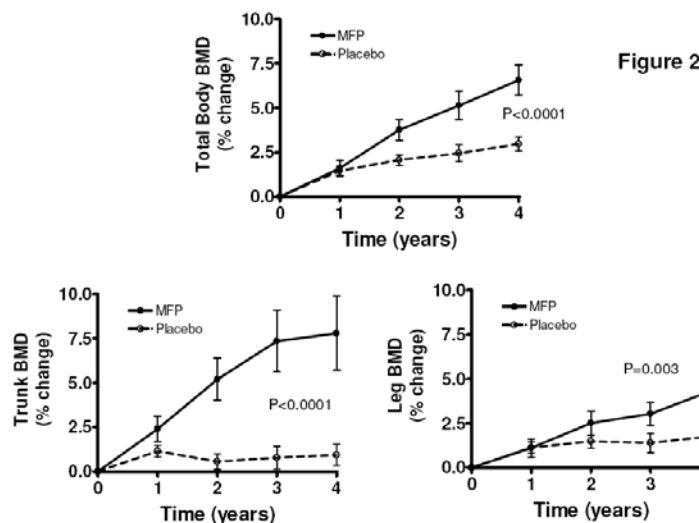 10.0
MFP
Placebo
7.5
5.0
2.5
0.0
Total Body BMD
(% change)
P<0.0001
0 1 2 3 4
Time (years)
Figure 2
10.0
MFP
Placebo
7.5
5.0
2.5
0.0
Trunk BMD
(% change)
P<0.0001
0 1 2 3 4
Time (years)
10.0
MFP
Placebo
7.5
5.0
2.5
0.0
Leg BMD
(% change)
P=0.003
0 1 2 3
Time (years)